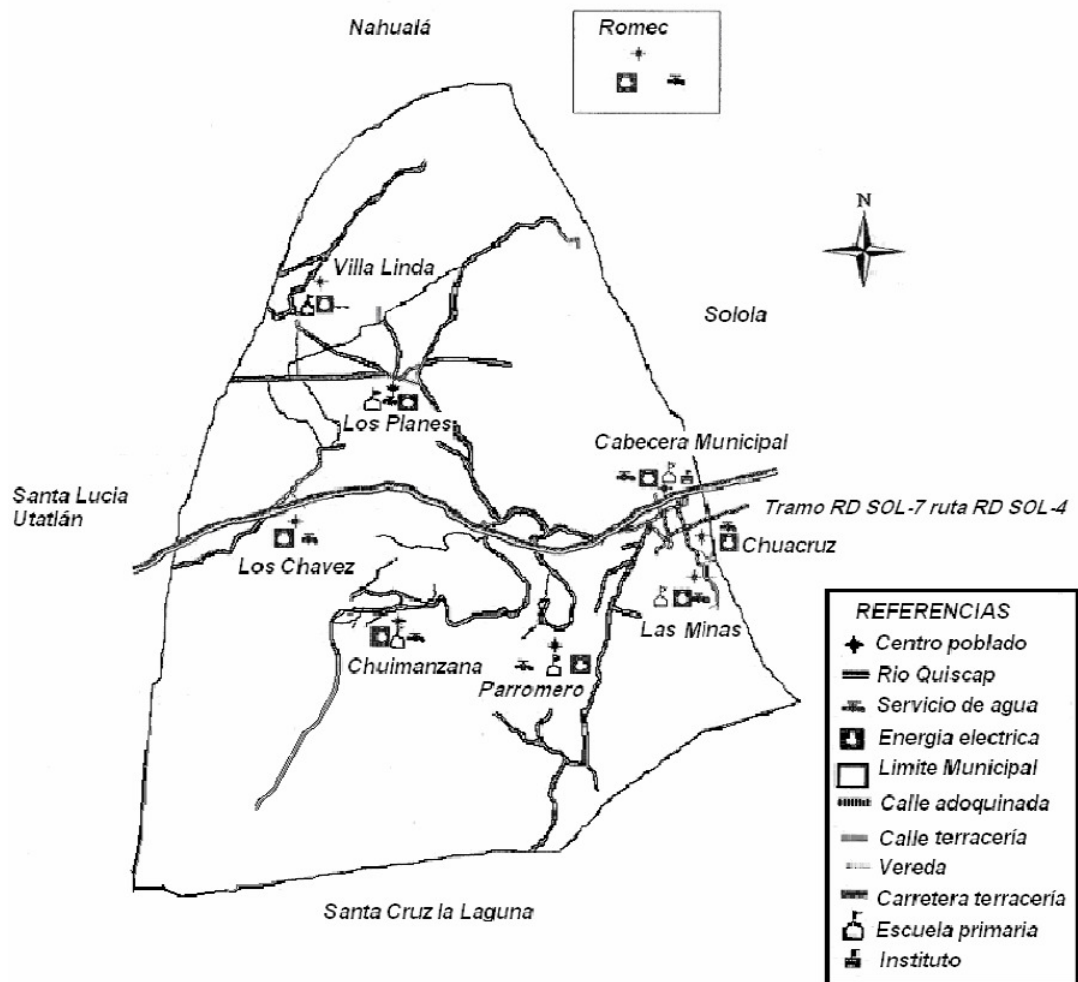 Nahualá
Romec
N
Villa Linda
Solola
Los Planes
Cabecera Municipal
Santa Lucia
Utatlán
Tramo RD SOL-7 ruta RD SOL-4
Chuacruz
Los Chavez
Las Minas
Chuimanzana
Parromero
Santa Cruz la Laguna
REFERENCIAS
Centro poblado
Rio Quiscap
Servicio de agua
Energia electrica
Limite Municipal
Calle adoquinada
Calle terracería
Vereda
Carretera terracería
Escuela primaria
Instituto